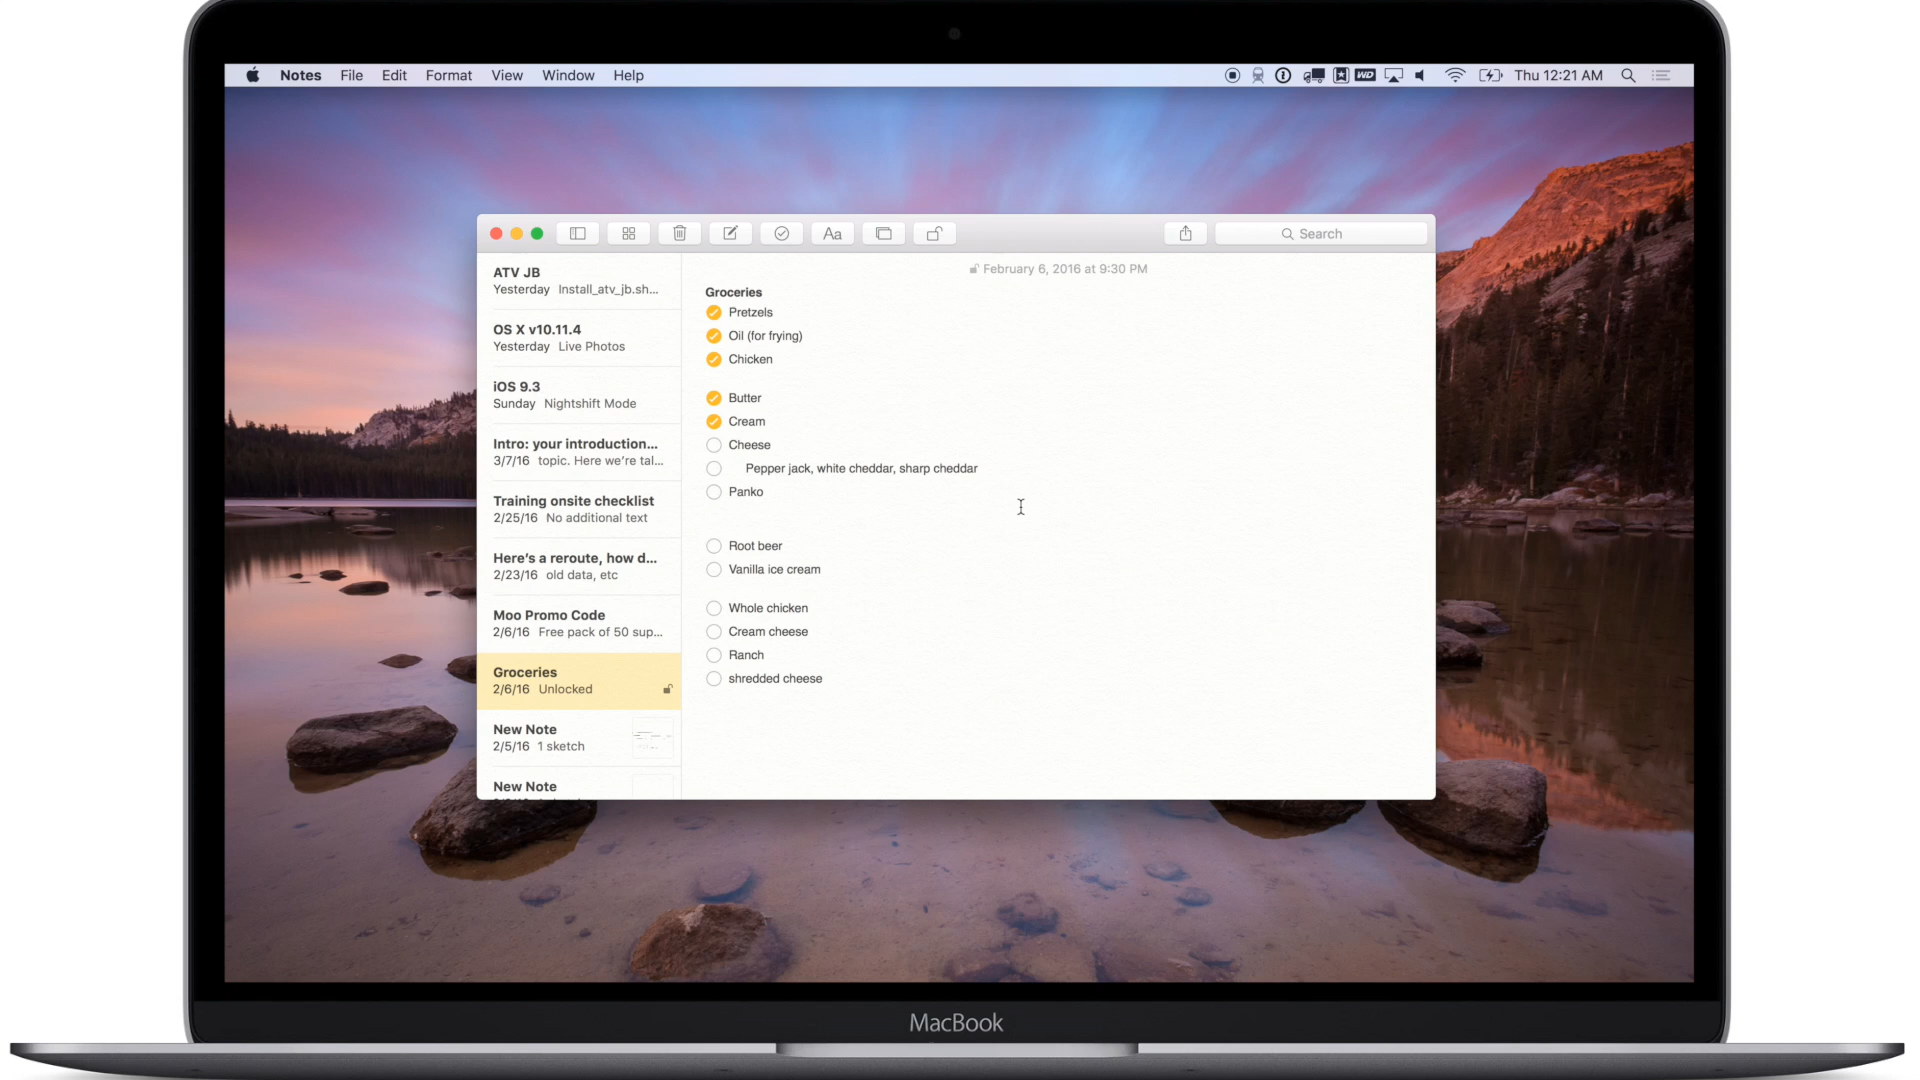 Notes File Edit Format View Window Help
WD
Thu 12:21 AM
Aa
Search
ATV JB
Yesterday Install_atv_jb.sh...
OS X v10.11.4
Yesterday Live Photos
iOS 9.3
Sunday Nightshift Mode
Intro: your introduction...
3/7/16 topic. Here we're tal...
Training onsite checklist
2/25/16 No additional text
Here's a reroute, how d...
2/23/16 old data, etc
Moo Promo Code
2/6/16 Free pack of 50 sup...
Groceries
2/6/16 Unlocked
New Note
2/5/16 1 sketch
New Note
February 6, 2016 at 9:30 PM
Groceries
Pretzels
Oil (for frying)
Chicken
Butter
Cream
Cheese
Pepper jack, white cheddar, sharp cheddar
Panko
Root beer
Vanilla ice cream
Whole chicken
Cream cheese
Ranch
shredded cheese
MacBook